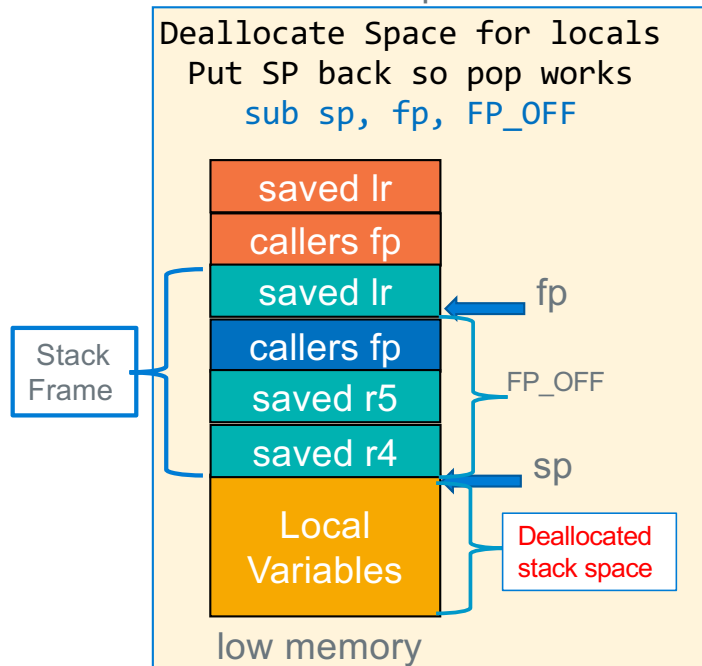 Deallocate Space for locals
Put SP back so pop works
sub sp, fp, FP_OFF
saved lr
callers fp
saved lr
fp
callers fp
Stack
Frame
FP_OFF
saved r5
saved r4
sp
Local
Variables
Deallocated
stack space
low memory